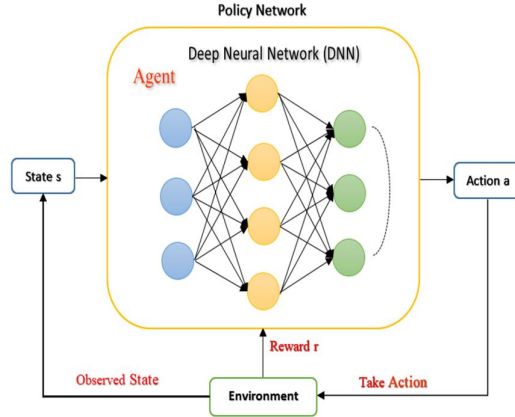 Policy Network
Deep Neural Network (DNN)
Agent
State s
Action a
Reward r
Observed State
Take Action
Environment